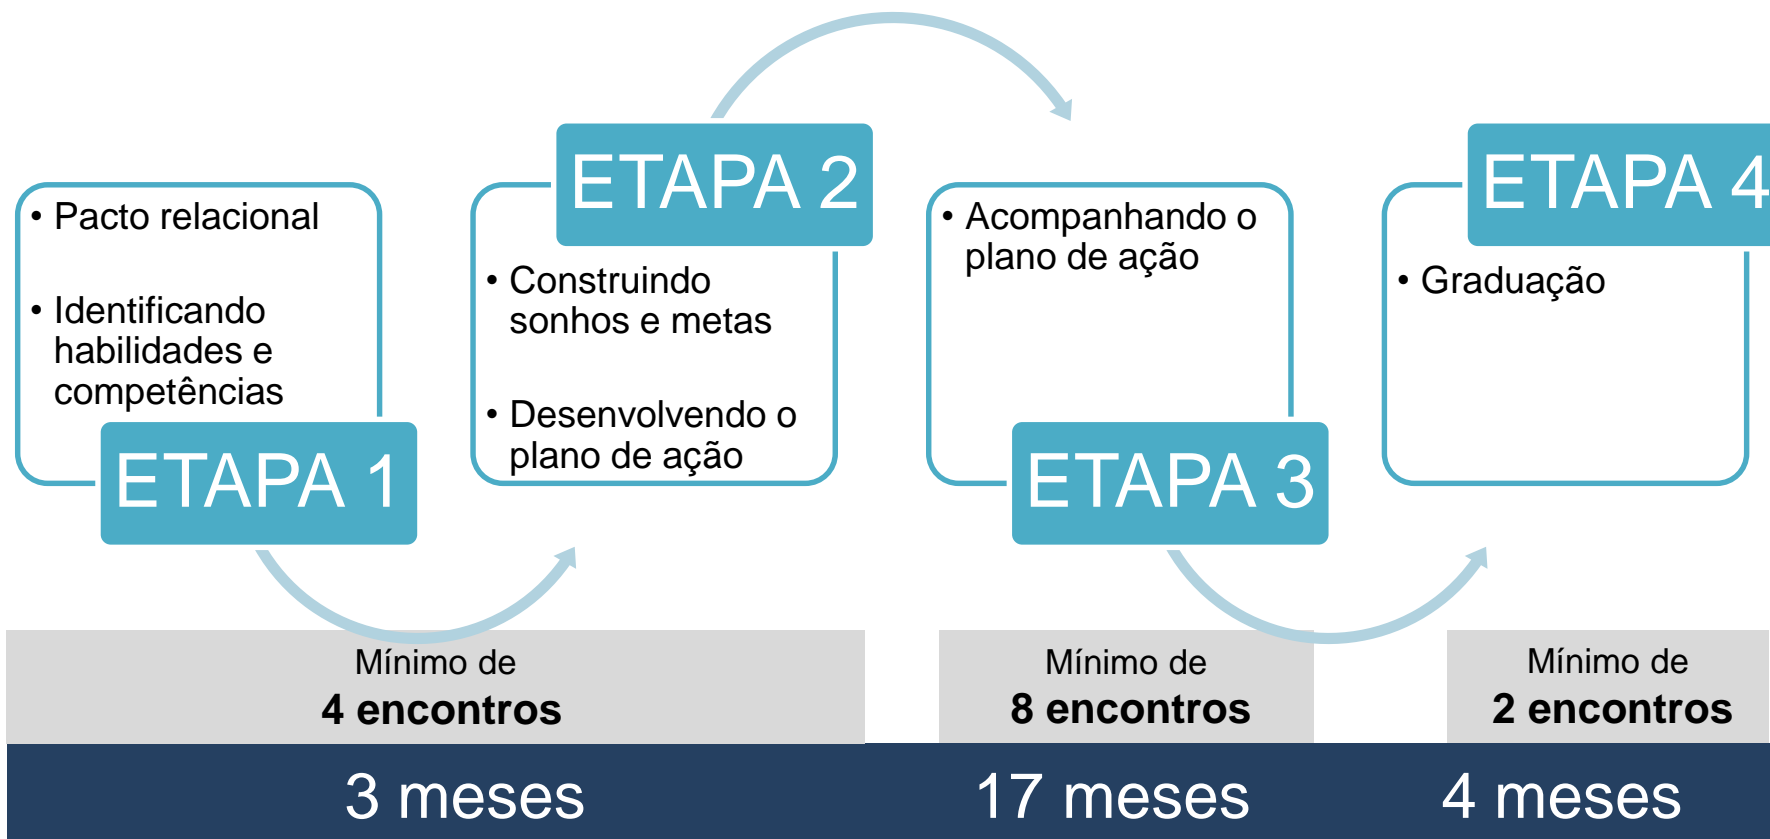 • Pacto relacional
• Identificando
habilidades e
competências
ETAPA 1
ETAPA 2
• Construindo
sonhos e metas
• Desenvolvendo o
plano de ação
• Acompanhando o
plano de ação
ETAPA 3
ETAPA 4
• Graduação
Mínimo de
4 encontros
Mínimo de
8 encontros
Mínimo de
2 encontros
3 meses
17 meses
4 meses